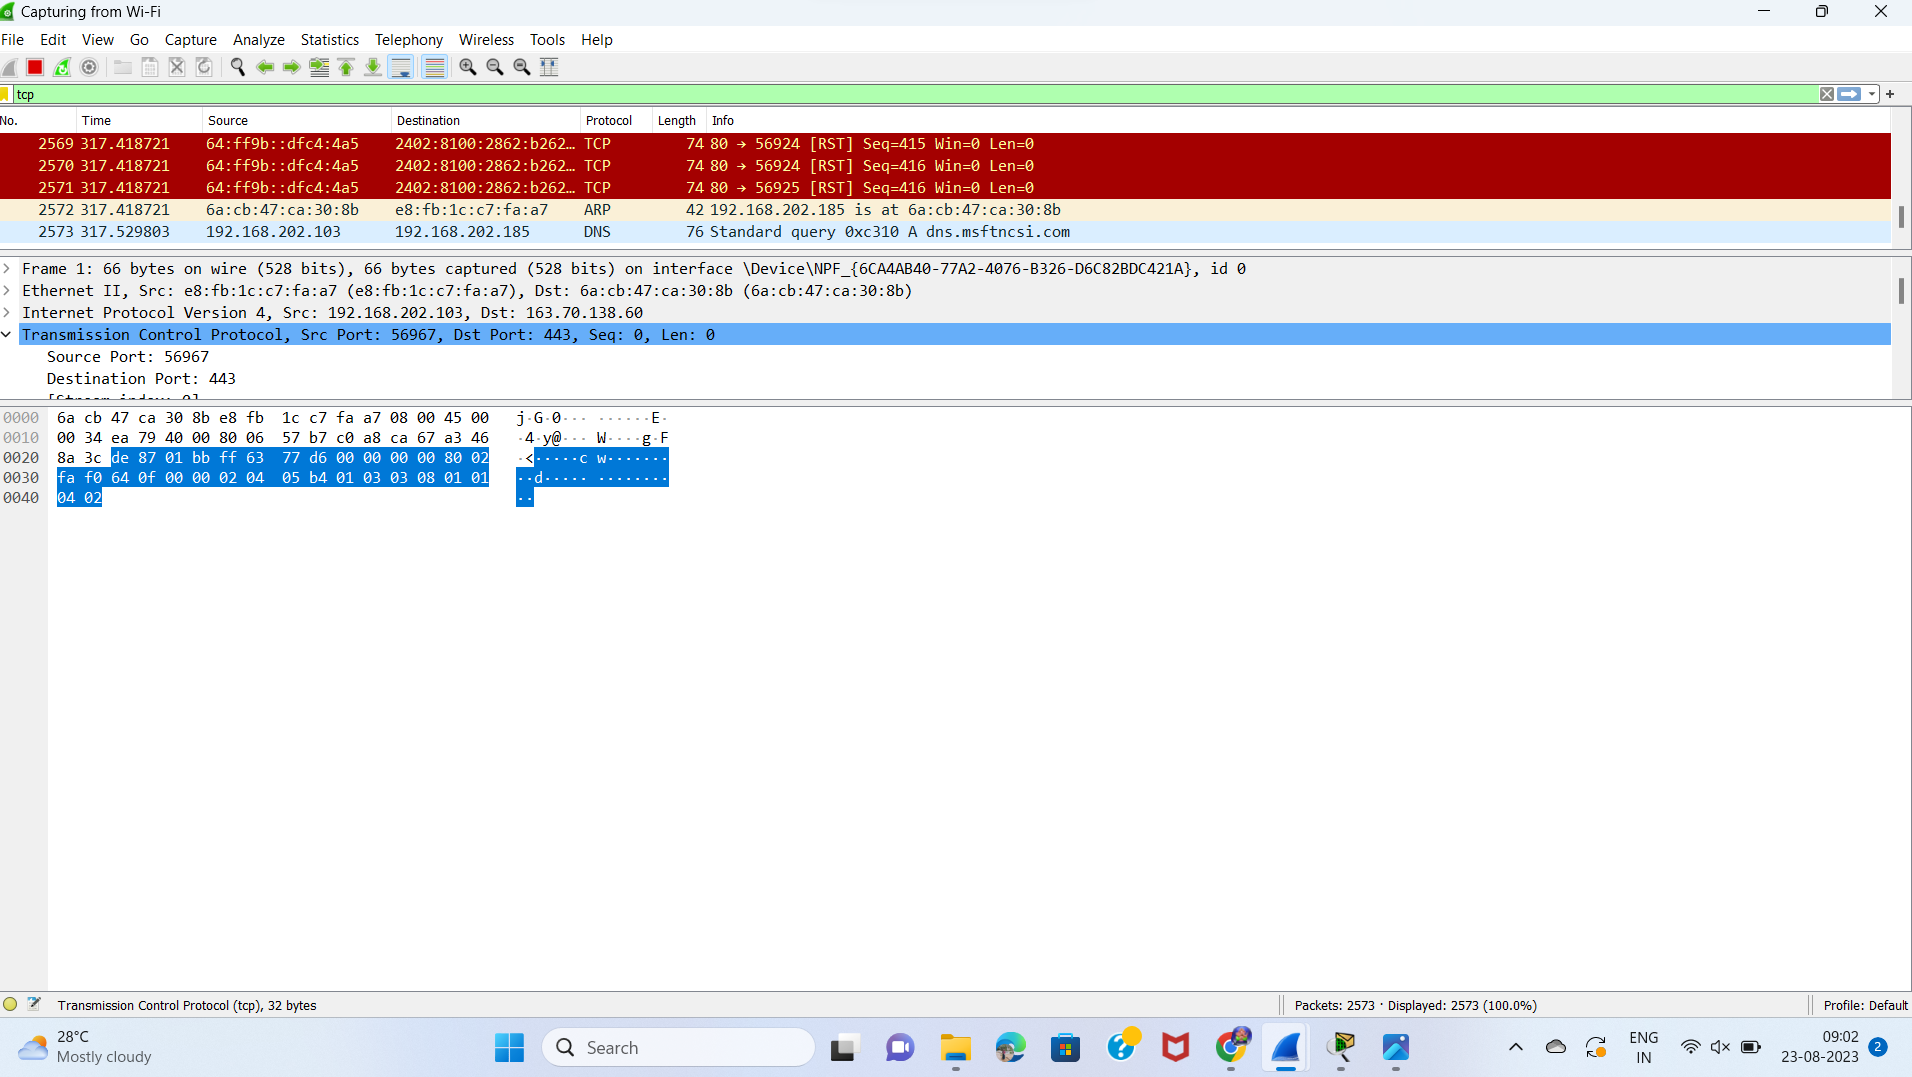 Capturing from Wi-Fi
File Edit View Go Capture Analyze Statistics Telephony Wireless Tools Help
tcp
No. Time Source Destination Protocol Length Info
2569 317.418721 64:ff9b::dfc4:4a5 2402:8100:2862:b262… TCP 74 80 → 56924 [RST] Seq=415 Win=0 Len=0
2570 317.418721 64:ff9b::dfc4:4a5 2402:8100:2862:b262… TCP 74 80 → 56924 [RST] Seq=416 Win=0 Len=0
2571 317.418721 64:ff9b::dfc4:4a5 2402:8100:2862:b262… TCP 74 80 → 56925 [RST] Seq=416 Win=0 Len=0
2572 317.418721 6a:cb:47:ca:30:8b e8:fb:1c:c7:fa:a7 ARP 42 192.168.202.185 is at 6a:cb:47:ca:30:8b
2573 317.529803 192.168.202.103 192.168.202.185 DNS 76 Standard query 0xc310 A dns.msftncsi.com
Frame 1: 66 bytes on wire (528 bits), 66 bytes captured (528 bits) on interface \Device\NPF_{6CA4AB40-77A2-4076-B326-D6C82BDC421A}, id 0
Ethernet II, Src: e8:fb:1c:c7:fa:a7 (e8:fb:1c:c7:fa:a7), Dst: 6a:cb:47:ca:30:8b (6a:cb:47:ca:30:8b)
Internet Protocol Version 4, Src: 192.168.202.103, Dst: 163.70.138.60
Transmission Control Protocol, Src Port: 56967, Dst Port: 443, Seq: 0, Len: 0
Source Port: 56967
Destination Port: 443
[Stream index: 0]
0000 6a cb 47 ca 30 8b e8 fb 1c c7 fa a7 08 00 45 00 j·G·0··· ······E·
0010 00 34 ea 79 40 00 80 06 57 b7 c0 a8 ca 67 a3 46 ·4·y@··· W····g·F
0020 8a 3c de 87 01 bb ff 63 77 d6 00 00 00 00 80 02 ·<·····c w·······
0030 fa f0 64 0f 00 00 02 04 05 b4 01 03 03 08 01 01 ··d····· ········
0040 04 02 ··
Transmission Control Protocol (tcp), 32 bytes
Packets: 2573 · Displayed: 2573 (100.0%)
Profile: Default
28°C
Mostly cloudy
Search
ENG
IN
09:02
23-08-2023
2